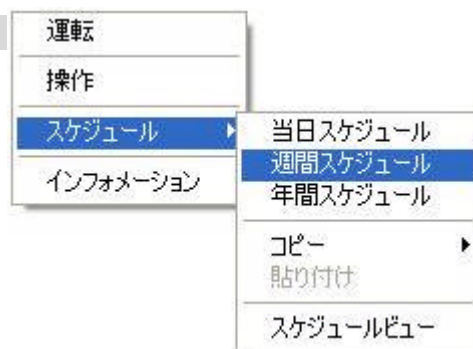 運転
操作
スケジュール
インフォメーション
当日スケジュール
週間スケジュール
年間スケジュール
コピー
貼り付け
スケジュールビュー